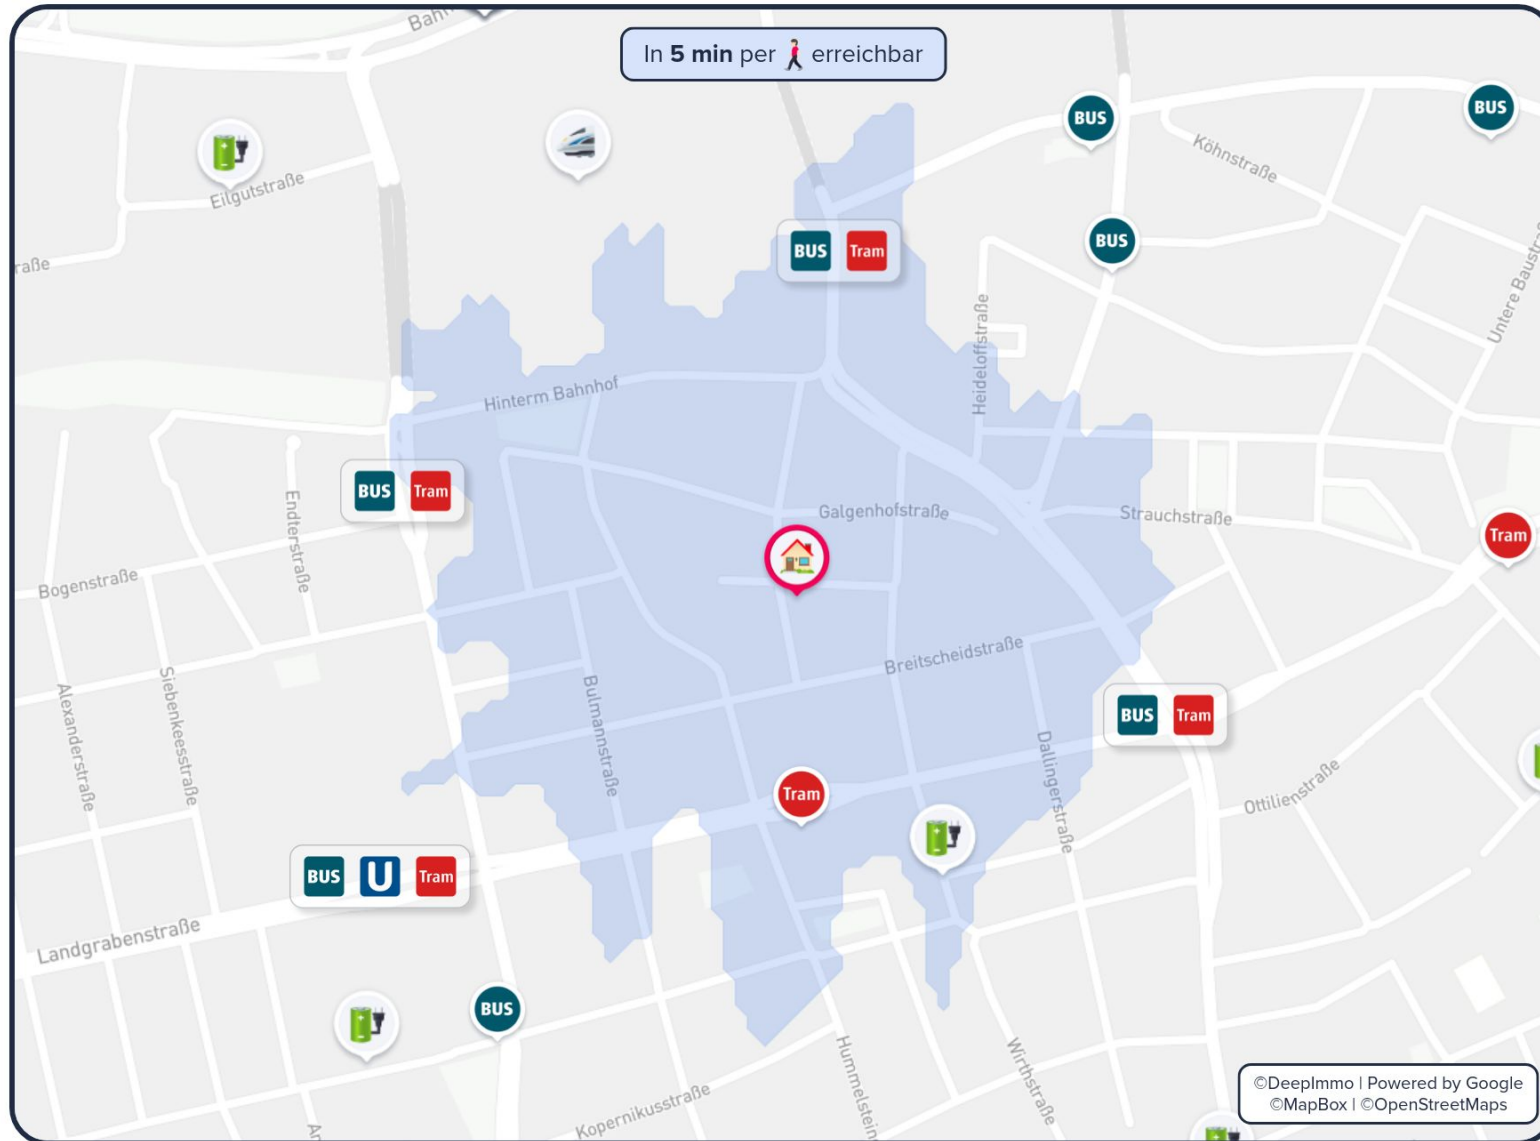 In 5 min per erreichbar
BUS
BUS
Köhnstraße
Eilgutstraße
BUS Tram
BUS
raße
Untere Baustra
Heideloffstraße
Hinterm Bahnhof
BUS Tram
Endterstraße
Galgenhofstraße
Strauchstraße
Tram
Bogenstraße
Breitscheidstraße
Siebenkeesstraße
Alexanderstraße
Bulmannstraße
BUS Tram
Dallingerstraße
Ottilienstraße
Tram
BUS U Tram
Landgrabenstraße
BUS
Hummelstein
Wirthstraße
Kopernikusstraße
©DeepImmo | Powered by Google
©MapBox | ©OpenStreetMaps